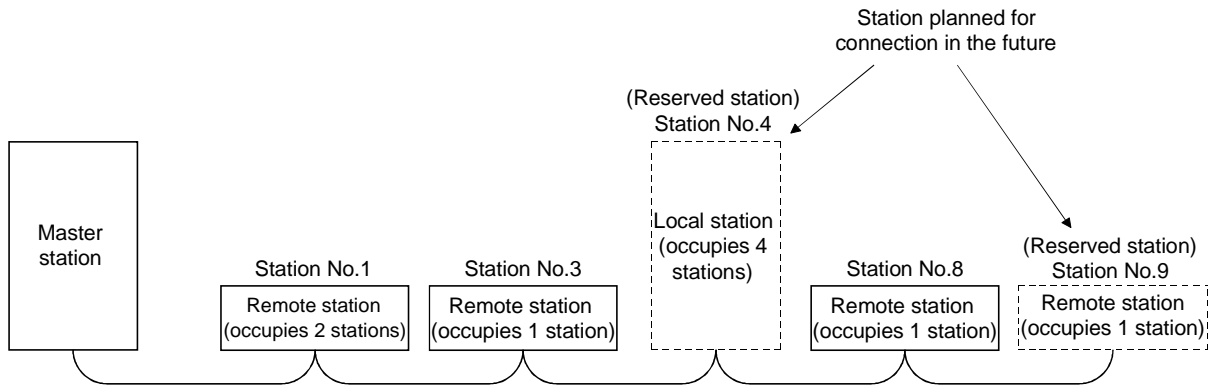 Station planned for
connection in the future
(Reserved station)
Station No.4
Master
station
Local station
(occupies 4
stations)
(Reserved station)
Station No.1
Station No.3
Station No.8
Station No.9
Remote station
(occupies 2 stations)
Remote station
(occupies 1 station)
Remote station
(occupies 1 station)
Remote station
(occupies 1 station)